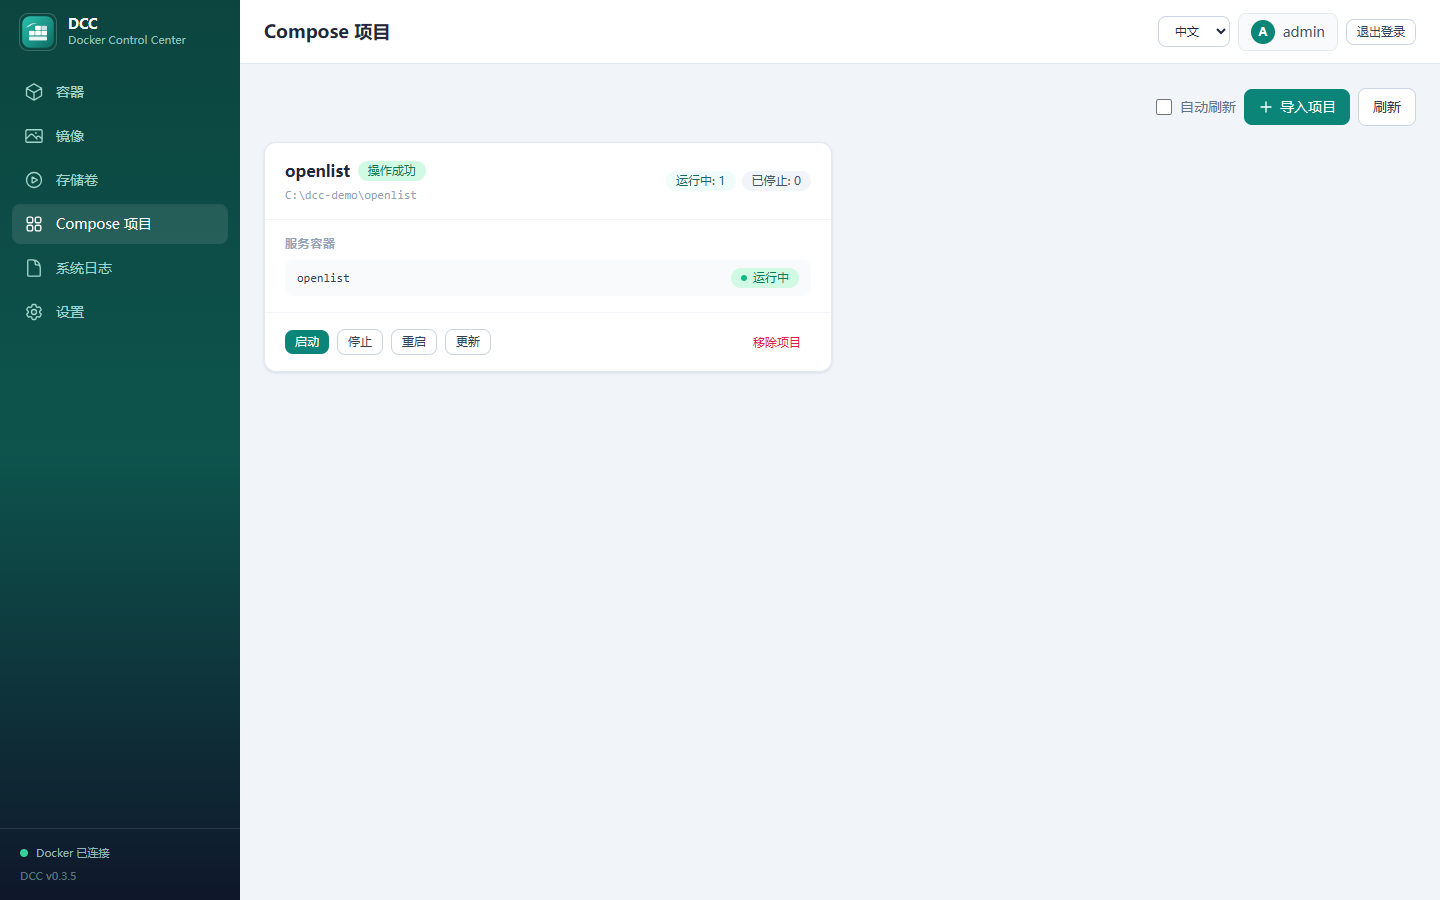 DCC
Docker Control Center
容器
镜像
存储卷
Compose 项目
系统日志
设置
Docker 已连接
DCC v0.3.5
Compose 项目
中文
A
admin
退出登录
自动刷新
导入项目
刷新
openlist 操作成功
C:\dcc-demo\openlist
运行中: 1
已停止: 0
服务容器
openlist
运行中
启动
停止
重启
更新
移除项目